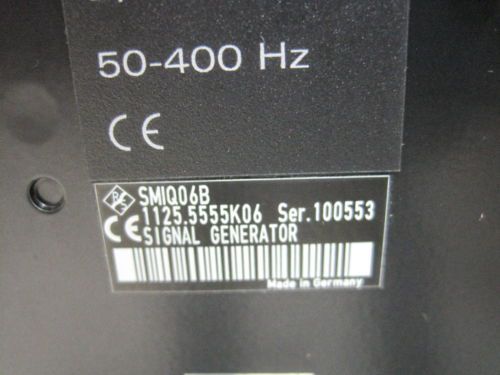 50-400 Hz
CE
R&S SMIQ06B
1125.5555K06 Ser.100553
CE SIGNAL GENERATOR
Made in Germany